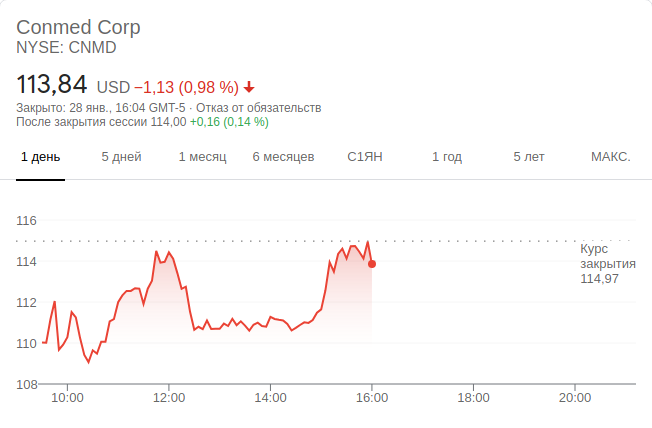 Conmed Corp
NYSE: CNMD
113,84 USD −1,13 (0,98 %)
Закрыто: 28 янв., 16:04 GMT-5 · Отказ от обязательств
После закрытия сессии 114,00 +0,16 (0,14 %)
1 день 5 дней 1 месяц 6 месяцев С1ЯН 1 год 5 лет МАКС.
116
Курс
закрытия
114,97
114
112
110
108
10:00 12:00 14:00 16:00 18:00 20:00